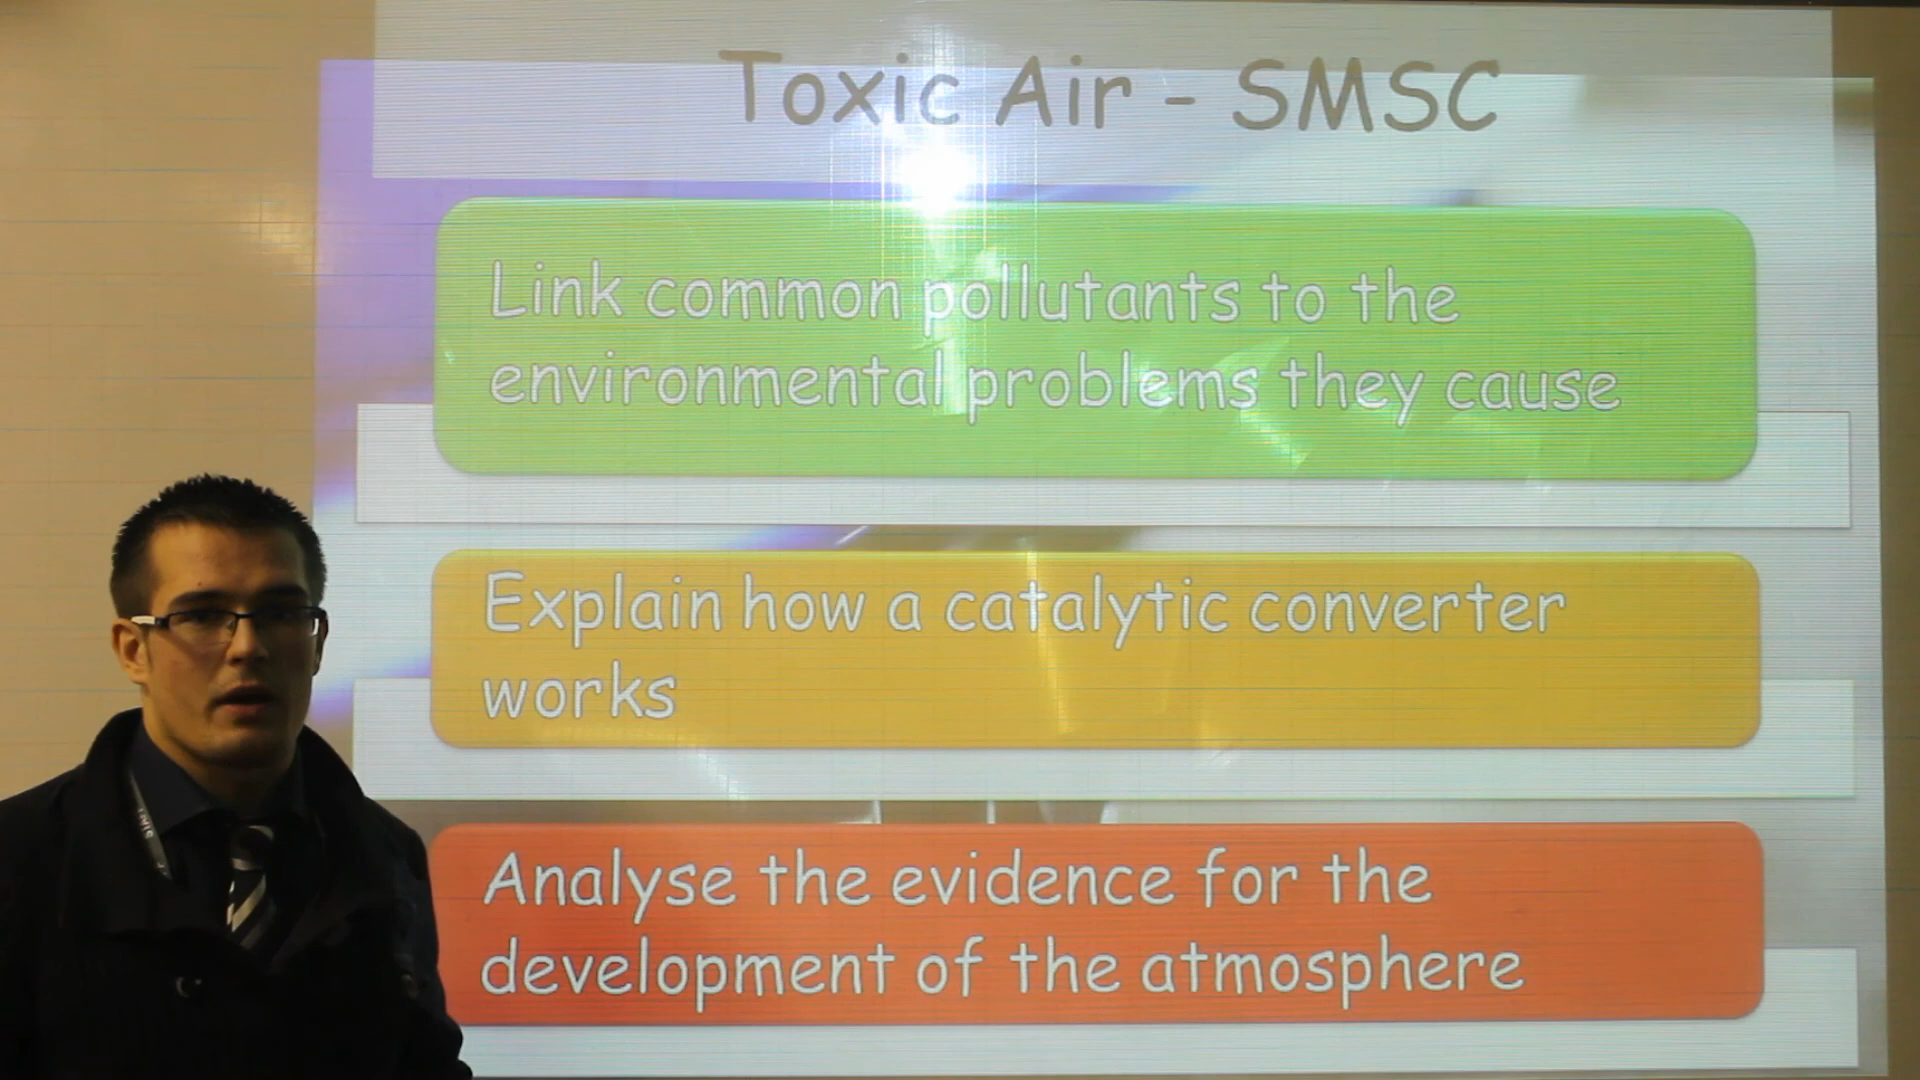 Toxic Air - SMSC
Link common pollutants to the
environmental problems they cause
Explain how a catalytic converter
works
Analyse the evidence for the
development of the atmosphere